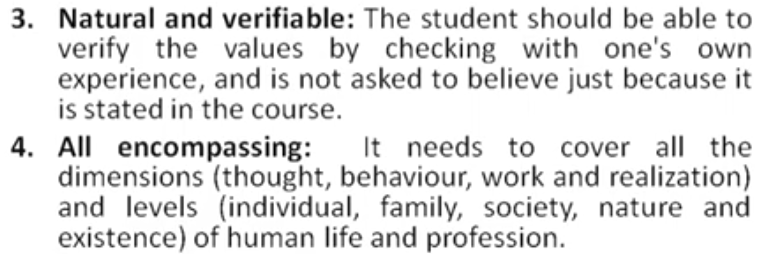 3. Natural and verifiable: The student should be able to
verify the values by checking with one's own
experience, and is not asked to believe just because it
is stated in the course.
4. All encompassing: It needs to cover all the
dimensions (thought, behaviour, work and realization)
and levels (individual, family, society, nature and
existence) of human life and profession.